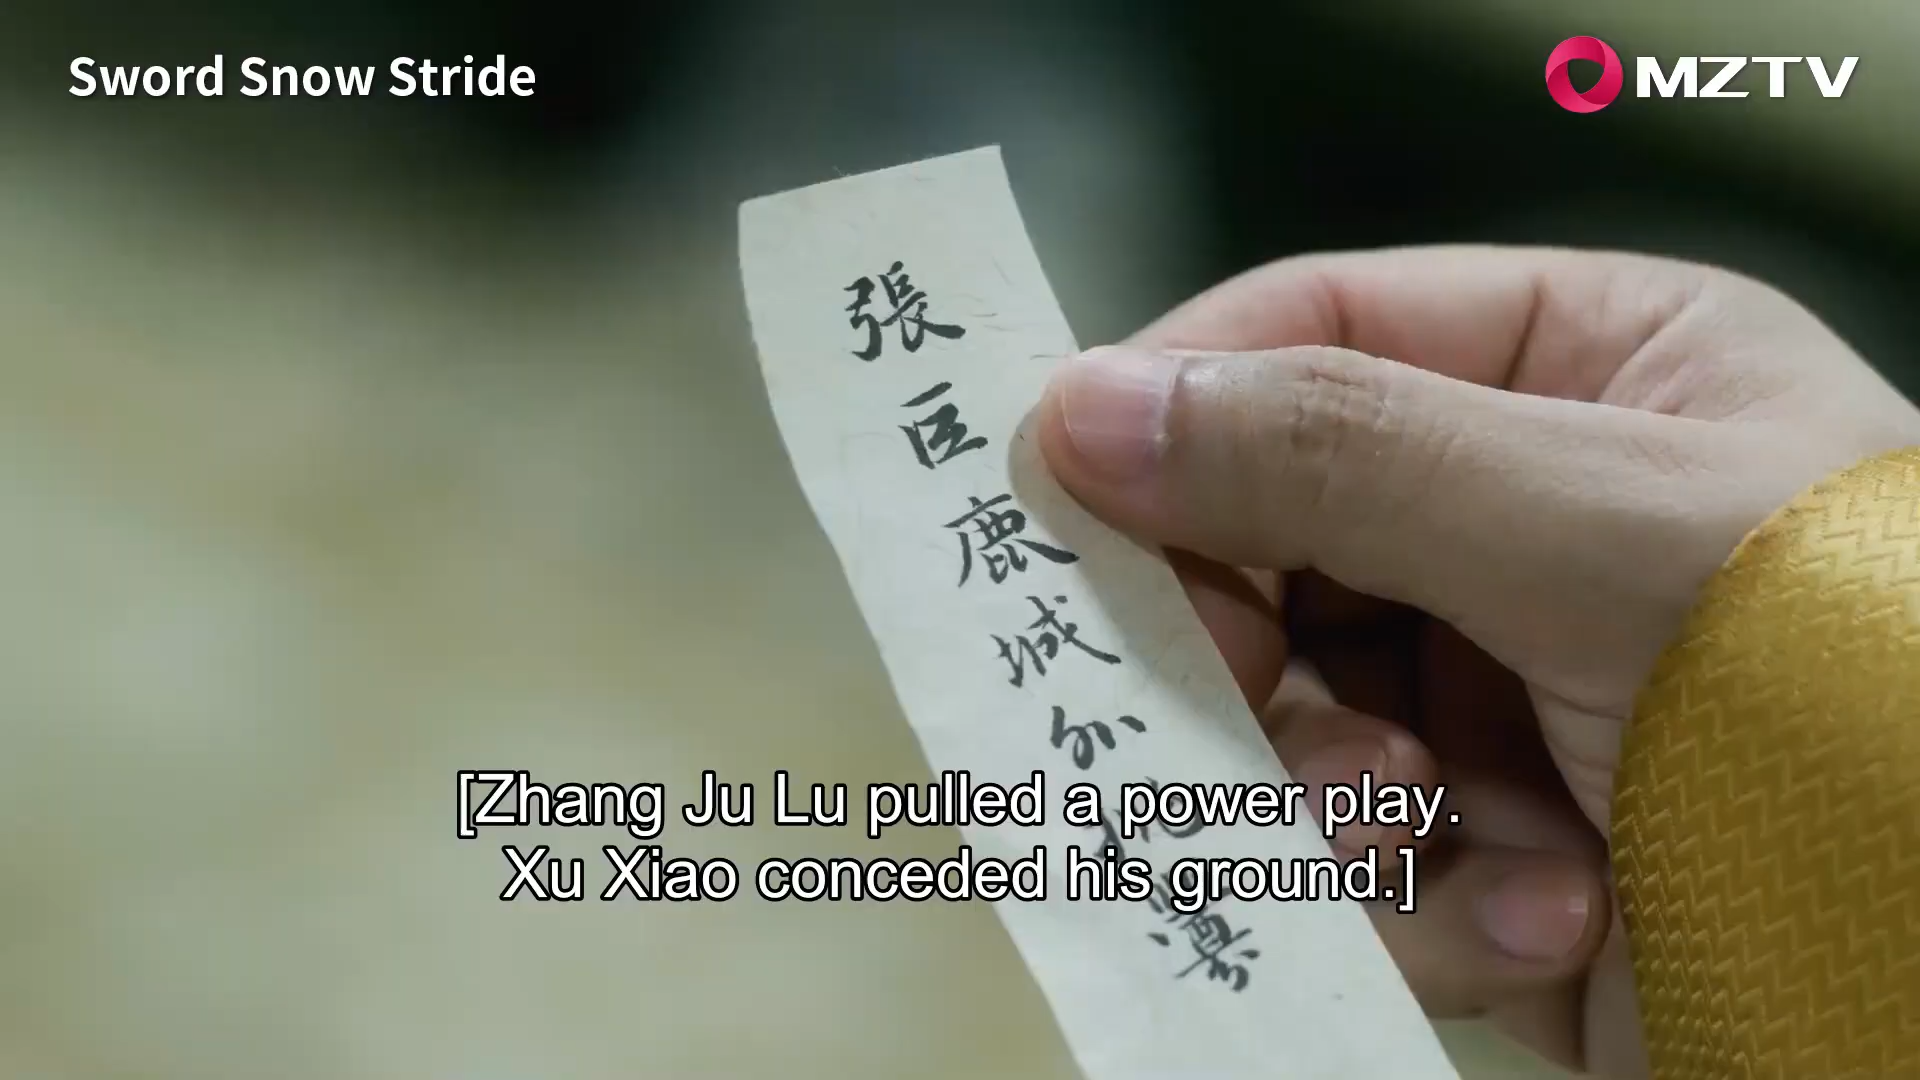 Sword Snow Stride
MZTV
張巨鹿城外
[Zhang Ju Lu pulled a power play.
Xu Xiao conceded his ground.]